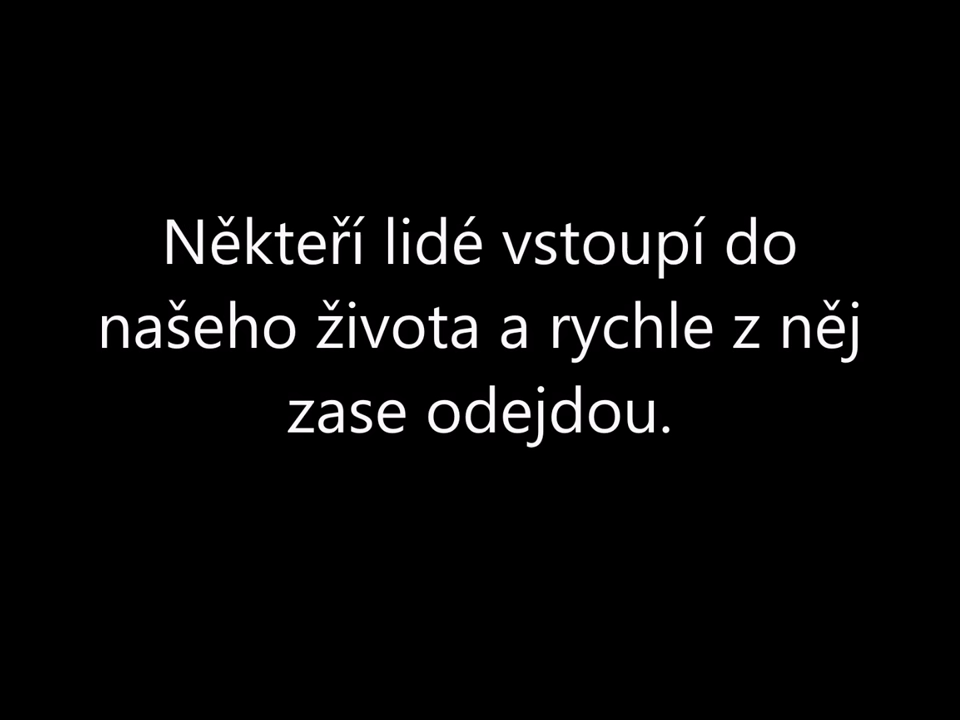 Někteří lidé vstoupí do
našeho života a rychle z něj
zase odejdou.